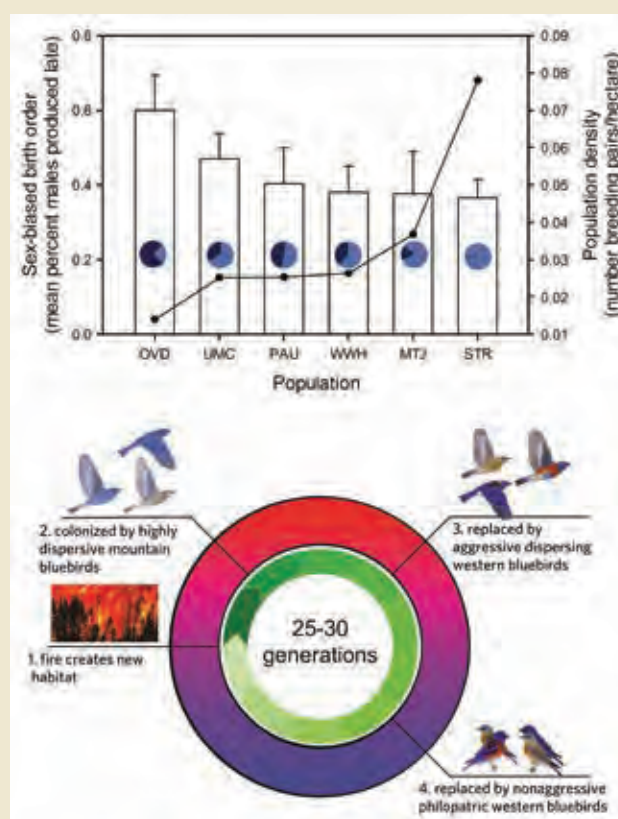 Sex-biased birth order
(mean percent males produced late)
0.8
0.6
0.4
0.2
0.0
0.09
0.08
0.07
0.06
0.05
0.04
0.03
0.02
0.01
Population density
(number breeding pairs/hectare)
OVD UMC PAU WWH MTJ STR
Population
2. colonized by highly
dispersive mountain
bluebirds
3. replaced by
aggressive dispersing
western bluebirds
1. fire creates new
habitat
25-30
generations
4. replaced by nonaggressive
philopatric western bluebirds